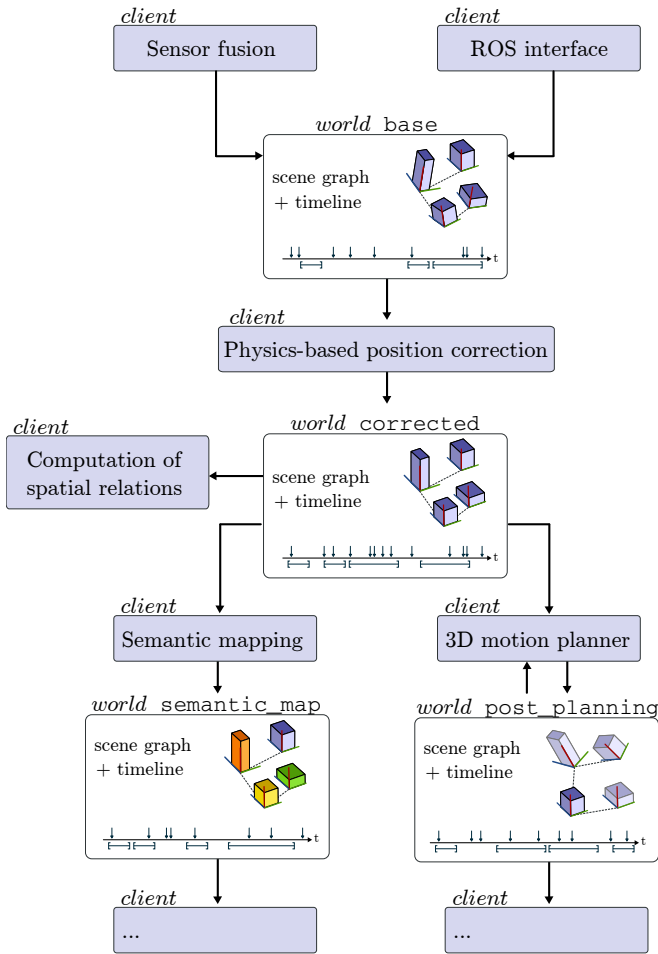 client
client
Sensor fusion
ROS interface
world base
scene graph
+ timeline
t
client
Physics-based position correction
world corrected
client
Computation of
spatial relations
scene graph
+ timeline
t
client
client
Semantic mapping
3D motion planner
world semantic_map
world post_planning
scene graph
+ timeline
t
scene graph
+ timeline
t
client
client
...
...